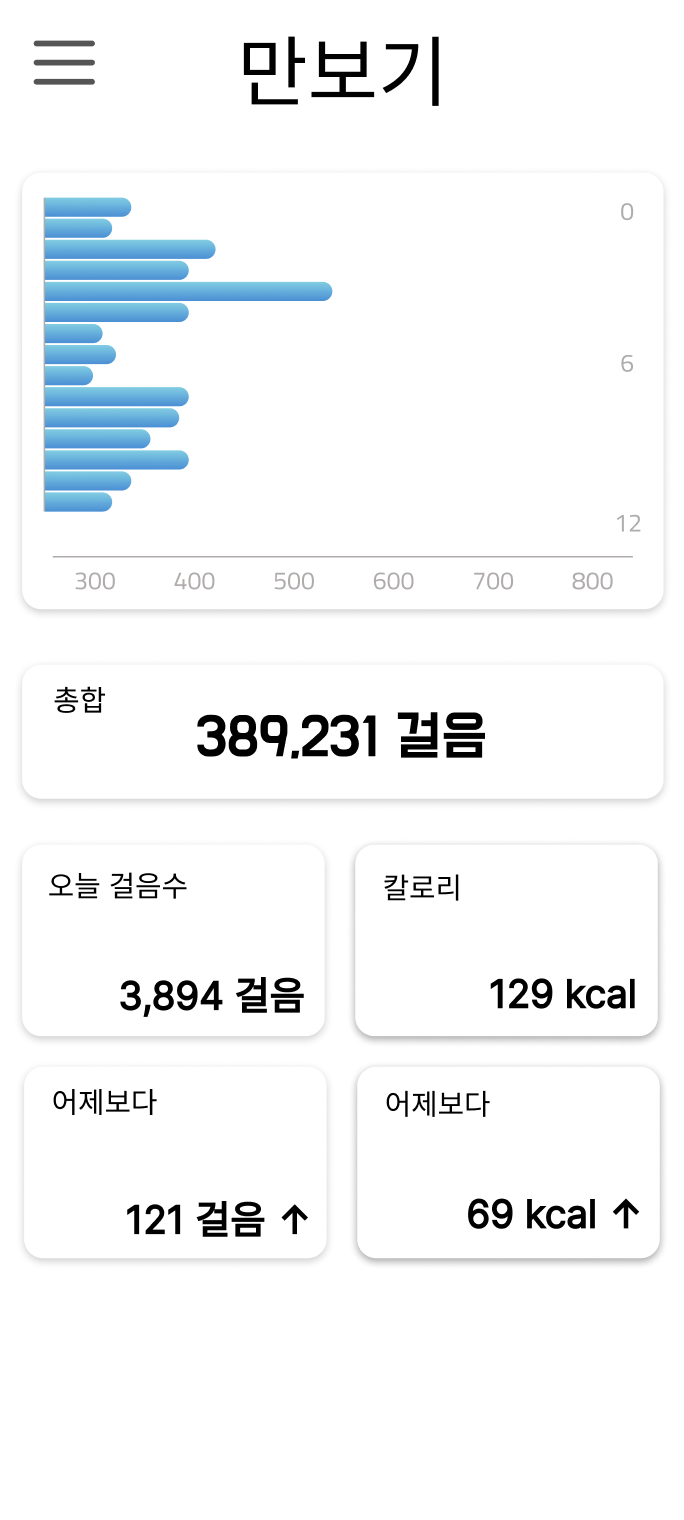 만보기
0
6
12
300 400 500 600 700 800
총합
389,231 걸음
오늘 걸음수
3,894 걸음
칼로리
129 kcal
어제보다
121 걸음 ↑
어제보다
69 kcal ↑